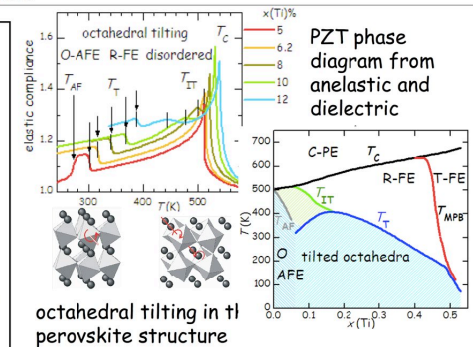 x(Ti)%
octahedral tilting
O-AFE R-FE disordered
T_C
T_AF
T_T
T_IT
5
6.2
8
10
12
1.6
1.4
1.2
1.0
elastic compliance
300
400
500
T(K)
PZT phase
diagram from
anelastic and
dielectric
700
600
500
400
300
200
100
0
T(K)
C-PE
T_C
R-FE
T-FE
T_IT
T_MPB
T_AF
T_T
O
AFE
tilted octahedra
0.0
0.1
0.2
0.3
0.4
0.5
x(Ti)
octahedral tilting in th
perovskite structure